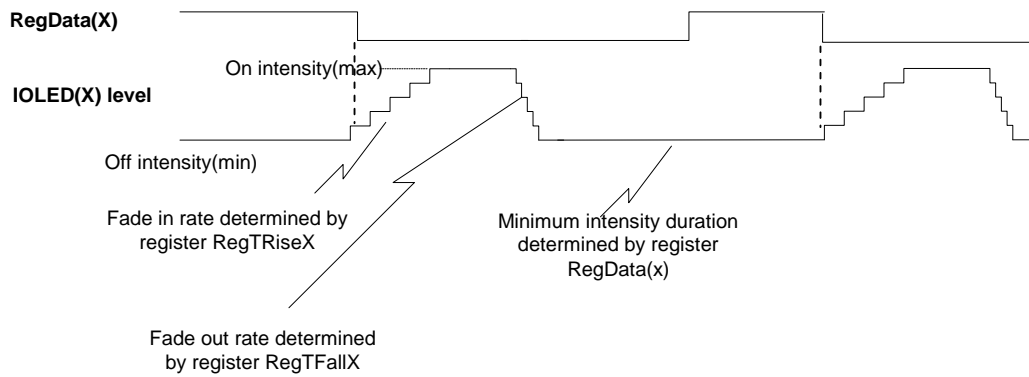 RegData(X)
On intensity(max)
IOLED(X) level
Off intensity(min)
Fade in rate determined by
register RegTRiseX
Minimum intensity duration
determined by register
RegData(x)
Fade out rate determined
by register RegTFallX